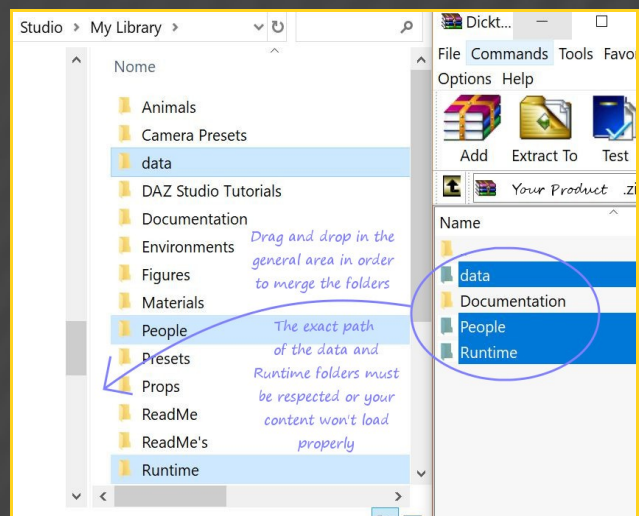 Studio > My Library >
Nome
Animals
Camera Presets
data
DAZ Studio Tutorials
Documentation
Environments
Figures
Materials
People
Presets
Props
ReadMe
ReadMe's
Runtime
Drag and drop in the
general area in order
to merge the folders
The exact path
of the data and
Runtime folders must
be respected or your
content won't load
properly
Dickt...
File Commands Tools Favo
Options Help
Add Extract To Test
Your Product .zi
Name
..
data
Documentation
People
Runtime